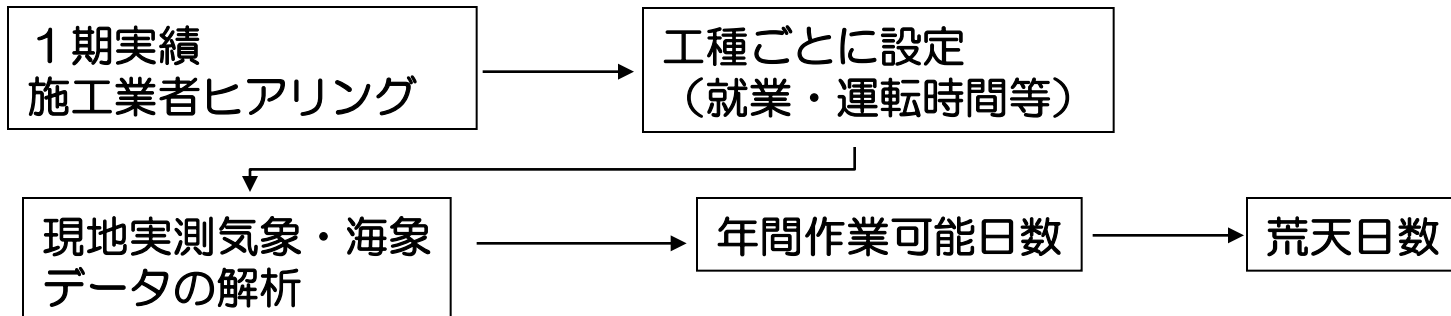 １期実績
施工業者ヒアリング
工種ごとに設定
（就業・運転時間等）
現地実測気象・海象
データの解析
年間作業可能日数
荒天日数